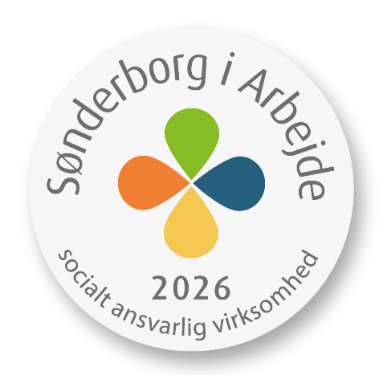 Sønderborg i Arbejde
2026
socialt ansvarlig virksomhed